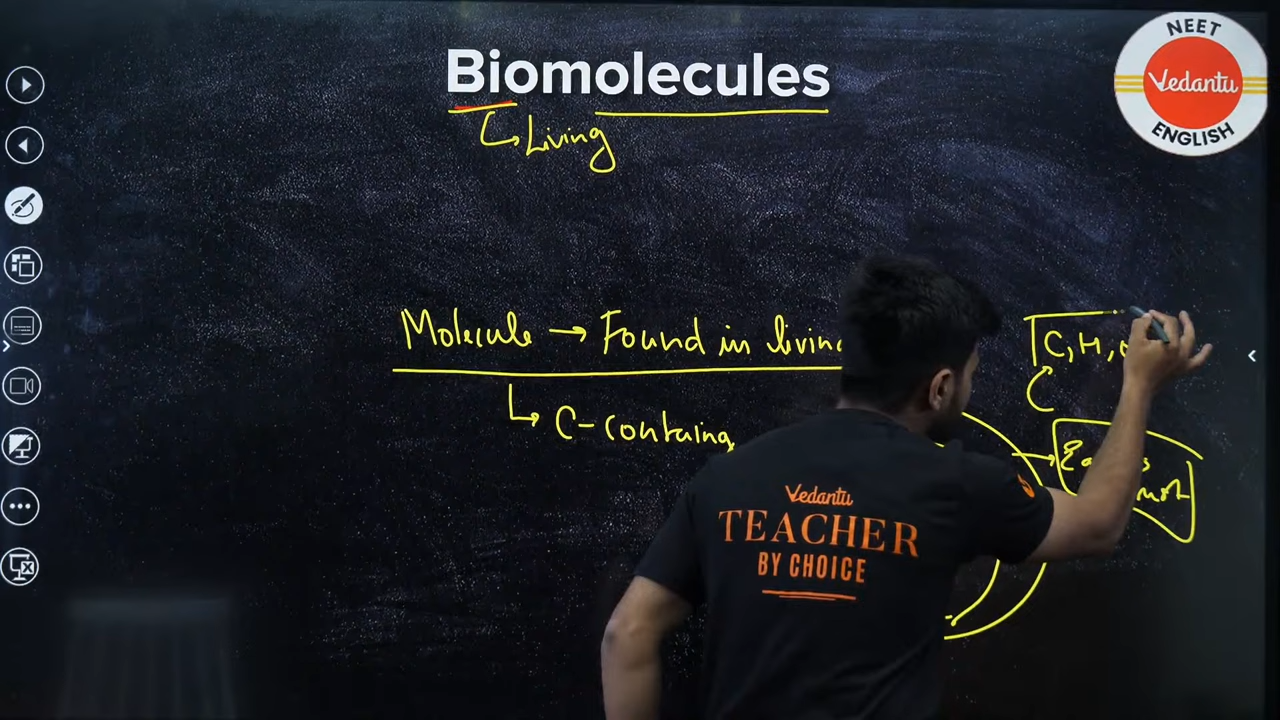 Biomolecules
Living
NEET
Vedantu
ENGLISH
Molecule → Found in living
C, H,
C-containing
Vedantu
TEACHER
BY CHOICE